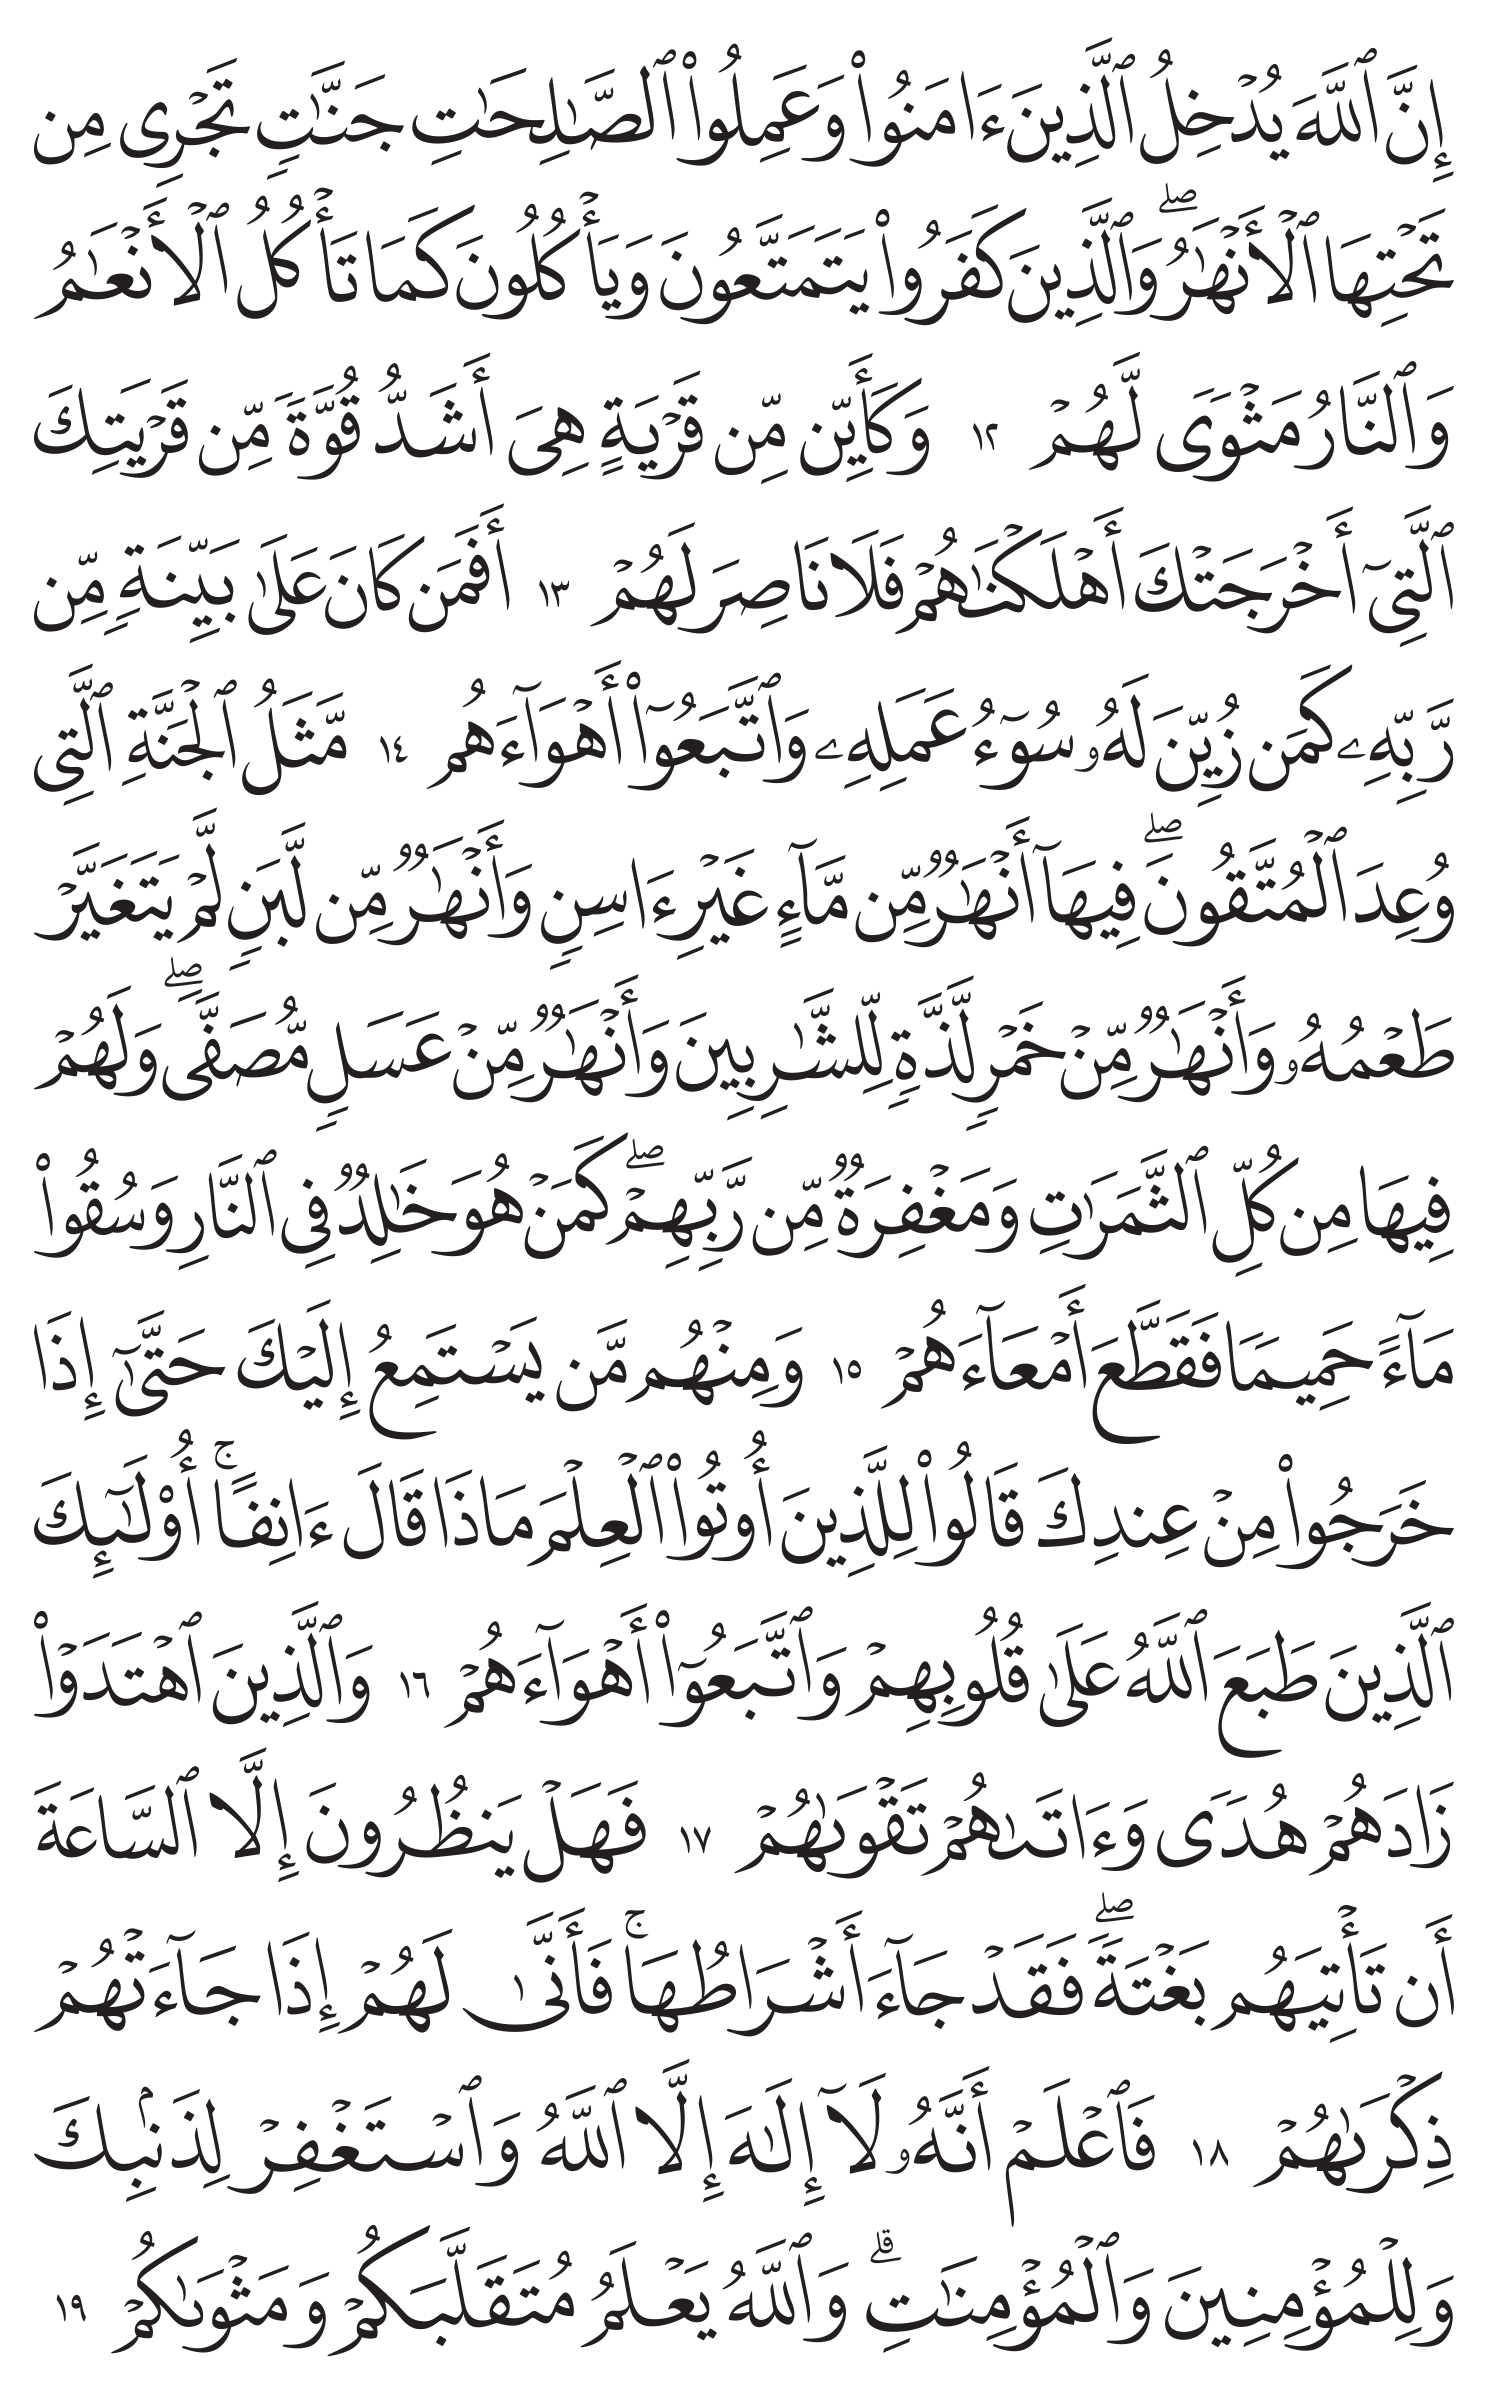 إِنَّ ٱللَّهَ يُدْخِلُ ٱلَّذِينَ ءَامَنُوا۟ وَعَمِلُوا۟ ٱلصَّـٰلِحَـٰتِ جَنَّـٰتٍ تَجْرِى مِن
تَحْتِهَا ٱلْأَنْهَـٰرُ ۖ وَٱلَّذِينَ كَفَرُوا۟ يَتَمَتَّعُونَ وَيَأْكُلُونَ كَمَا تَأْكُلُ ٱلْأَنْعَـٰمُ
وَٱلنَّارُ مَثْوًى لَّهُمْ ١٢ وَكَأَيِّن مِّن قَرْيَةٍ هِىَ أَشَدُّ قُوَّةً مِّن قَرْيَتِكَ
ٱلَّتِىٓ أَخْرَجَتْكَ أَهْلَكْنَـٰهُمْ فَلَا نَاصِرَ لَهُمْ ١٣ أَفَمَن كَانَ عَلَىٰ بَيِّنَةٍ مِّن
رَّبِّهِۦ كَمَن زُيِّنَ لَهُۥ سُوٓءُ عَمَلِهِۦ وَٱتَّبَعُوٓا۟ أَهْوَآءَهُم ١٤ مَّثَلُ ٱلْجَنَّةِ ٱلَّتِى
وُعِدَ ٱلْمُتَّقُونَ ۖ فِيهَآ أَنْهَـٰرٌ مِّن مَّآءٍ غَيْرِ ءَاسِنٍ وَأَنْهَـٰرٌ مِّن لَّبَنٍ لَّمْ يَتَغَيَّرْ
طَعْمُهُۥ وَأَنْهَـٰرٌ مِّنْ خَمْرٍ لَّذَّةٍ لِّلشَّـٰرِبِينَ وَأَنْهَـٰرٌ مِّنْ عَسَلٍ مُّصَفًّى ۖ وَلَهُمْ
فِيهَا مِن كُلِّ ٱلثَّمَرَٰتِ وَمَغْفِرَةٌ مِّن رَّبِّهِمْ ۖ كَمَنْ هُوَ خَـٰلِدٌ فِى ٱلنَّارِ وَسُقُوا۟
مَآءً حَمِيمًا فَقَطَّعَ أَمْعَآءَهُمْ ١٥ وَمِنْهُم مَّن يَسْتَمِعُ إِلَيْكَ حَتَّىٰٓ إِذَا
خَرَجُوا۟ مِنْ عِندِكَ قَالُوا۟ لِلَّذِينَ أُوتُوا۟ ٱلْعِلْمَ مَاذَا قَالَ ءَانِفًا ۚ أُو۟لَـٰٓئِكَ
ٱلَّذِينَ طَبَعَ ٱللَّهُ عَلَىٰ قُلُوبِهِمْ وَٱتَّبَعُوٓا۟ أَهْوَآءَهُمْ ١٦ وَٱلَّذِينَ ٱهْتَدَوْا۟
زَادَهُمْ هُدًى وَءَاتَىٰهُمْ تَقْوَىٰهُمْ ١٧ فَهَلْ يَنظُرُونَ إِلَّا ٱلسَّاعَةَ
أَن تَأْتِيَهُم بَغْتَةً ۖ فَقَدْ جَآءَ أَشْرَاطُهَا ۚ فَأَنَّىٰ لَهُمْ إِذَا جَآءَتْهُمْ
ذِكْرَىٰهُمْ ١٨ فَٱعْلَمْ أَنَّهُۥ لَآ إِلَـٰهَ إِلَّا ٱللَّهُ وَٱسْتَغْفِرْ لِذَنۢبِكَ
وَلِلْمُؤْمِنِينَ وَٱلْمُؤْمِنَـٰتِ ۗ وَٱللَّهُ يَعْلَمُ مُتَقَلَّبَكُمْ وَمَثْوَىٰكُمْ ١٩